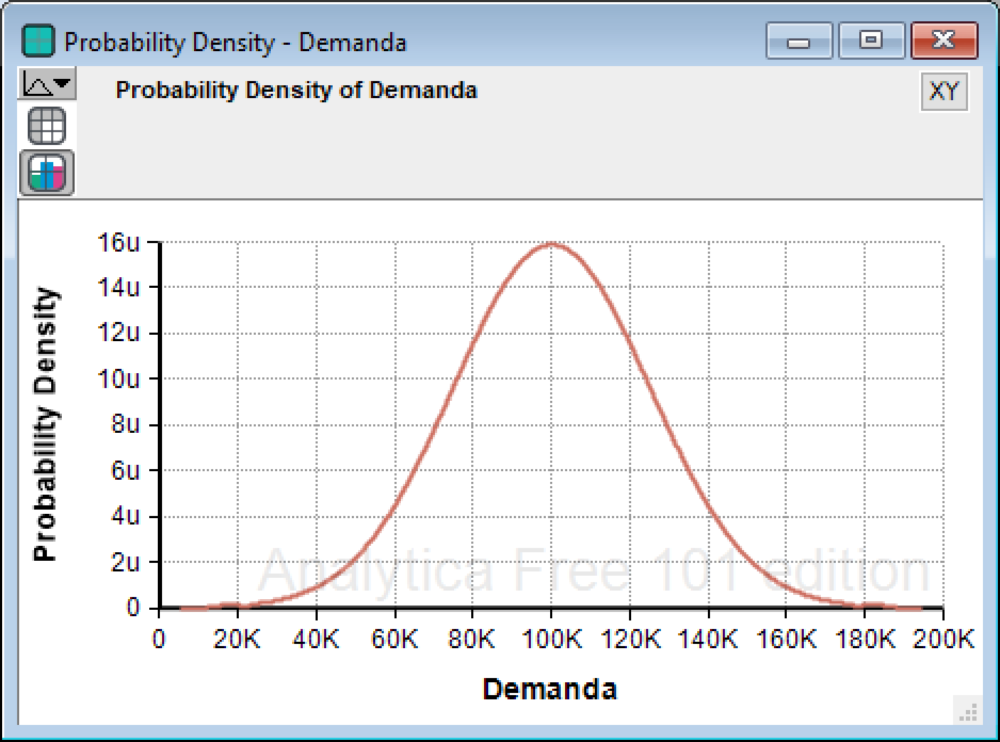 Probability Density - Demanda
Probability Density of Demanda
XY
Probability Density
16u
14u
12u
10u
8u
6u
4u
2u
0
Analytica Free 101 edition
0 20K 40K 60K 80K 100K 120K 140K 160K 180K 200K
Demanda